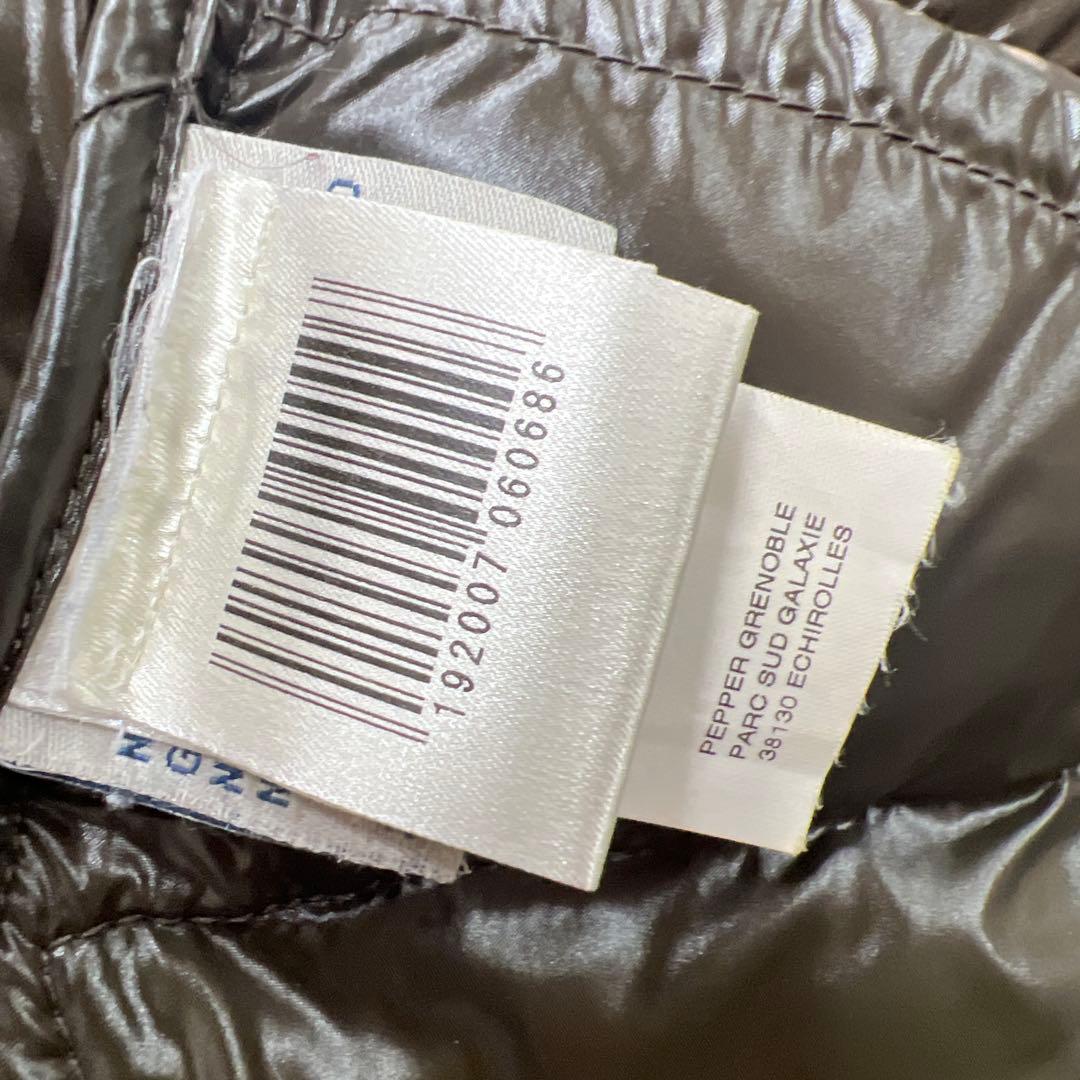 192007 060686
PEPPER GRENOBLE
PARC SUD GALAXIE
38130 ECHIROLLES